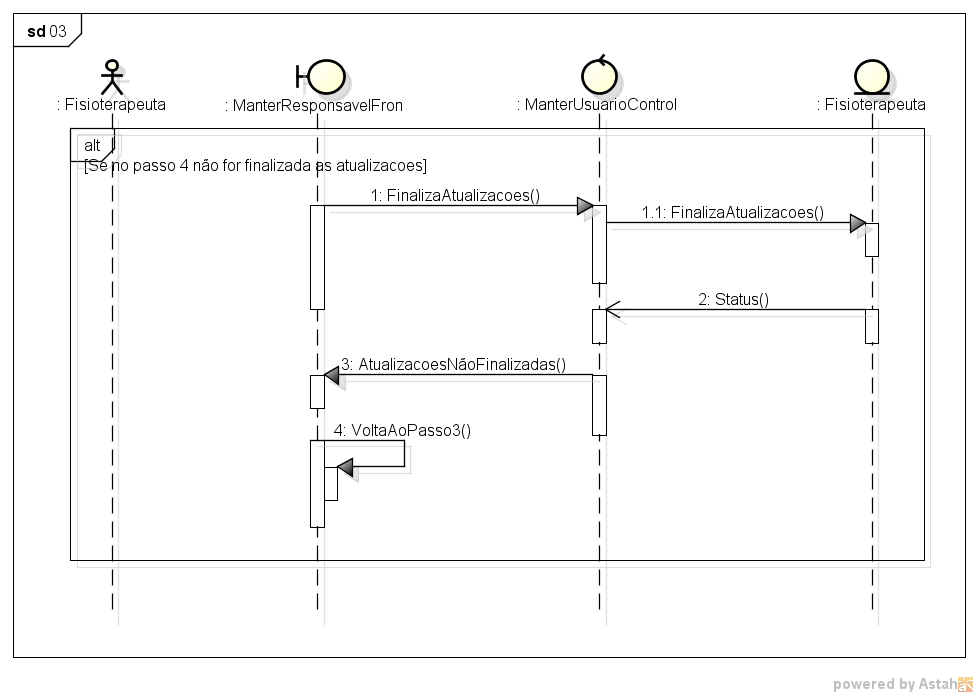 sd 03
: Fisioterapeuta
: ManterResponsavelFron
: ManterUsuarioControl
: Fisioterapeuta
alt
[Se no passo 4 não for finalizada as atualizacoes]
1: FinalizaAtualizacoes()
1.1: FinalizaAtualizacoes()
2: Status()
3: AtualizacoesNãoFinalizadas()
4: VoltaAoPasso3()
powered by Astah